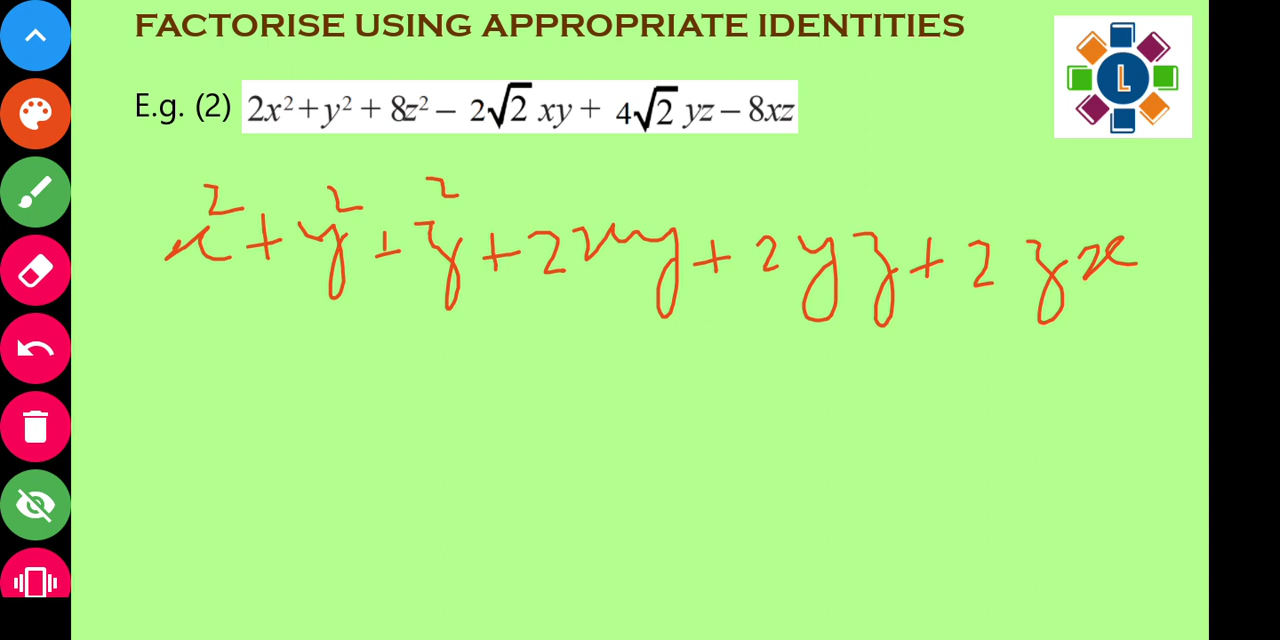 FACTORISE USING APPROPRIATE IDENTITIES
E.g. (2) 2x² + y² + 8z² – 2√2 xy + 4√2 yz – 8xz
x² + y² + z² + 2xy + 2yz + 2zx
L